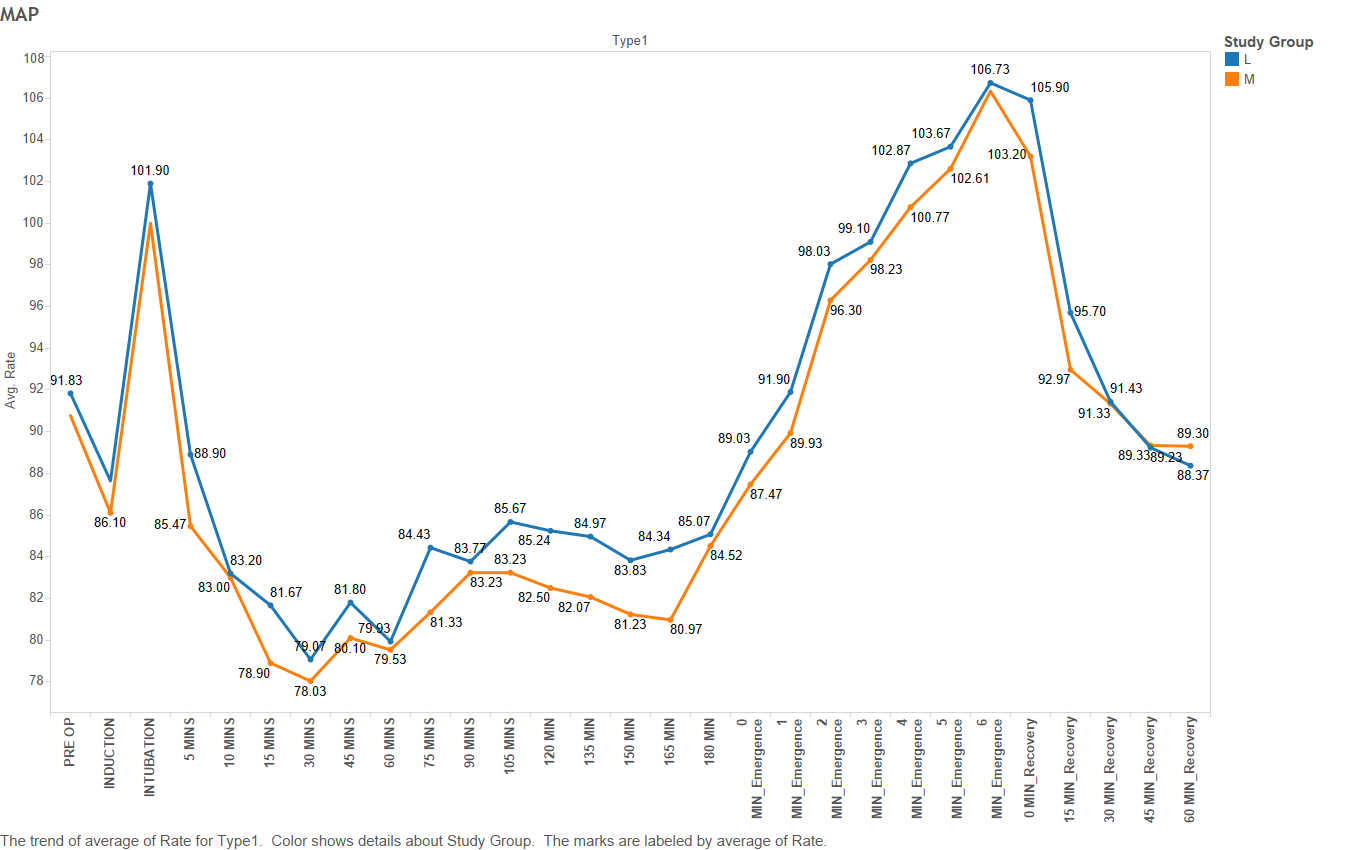 MAP
Type1
Study Group
L
M
Avg. Rate
108
106
104
102
100
98
96
94
92
90
88
86
84
82
80
78
91.83
86.10
101.90
88.90
85.47
83.20
83.00
81.67
78.90
79.07
78.03
81.80
80.10
79.93
79.53
84.43
81.33
83.77
83.23
85.67
83.23
85.24
82.50
84.97
82.07
83.83
81.23
84.34
80.97
85.07
84.52
89.03
87.47
91.90
89.93
98.03
96.30
99.10
98.23
102.87
100.77
103.67
102.61
106.73
105.90
103.20
95.70
92.97
91.43
91.33
89.33
89.23
89.30
88.37
PRE OP
INDUCTION
INTUBATION
5 MINS
10 MINS
15 MINS
30 MINS
45 MINS
60 MINS
75 MINS
90 MINS
105 MINS
120 MIN
135 MIN
150 MIN
165 MIN
180 MIN
0
MIN_Emergence
1
MIN_Emergence
2
MIN_Emergence
3
MIN_Emergence
4
MIN_Emergence
5
MIN_Emergence
6
MIN_Emergence
0 MIN_Recovery
15 MIN_Recovery
30 MIN_Recovery
45 MIN_Recovery
60 MIN_Recovery
The trend of average of Rate for Type1.  Color shows details about Study Group.  The marks are labeled by average of Rate.